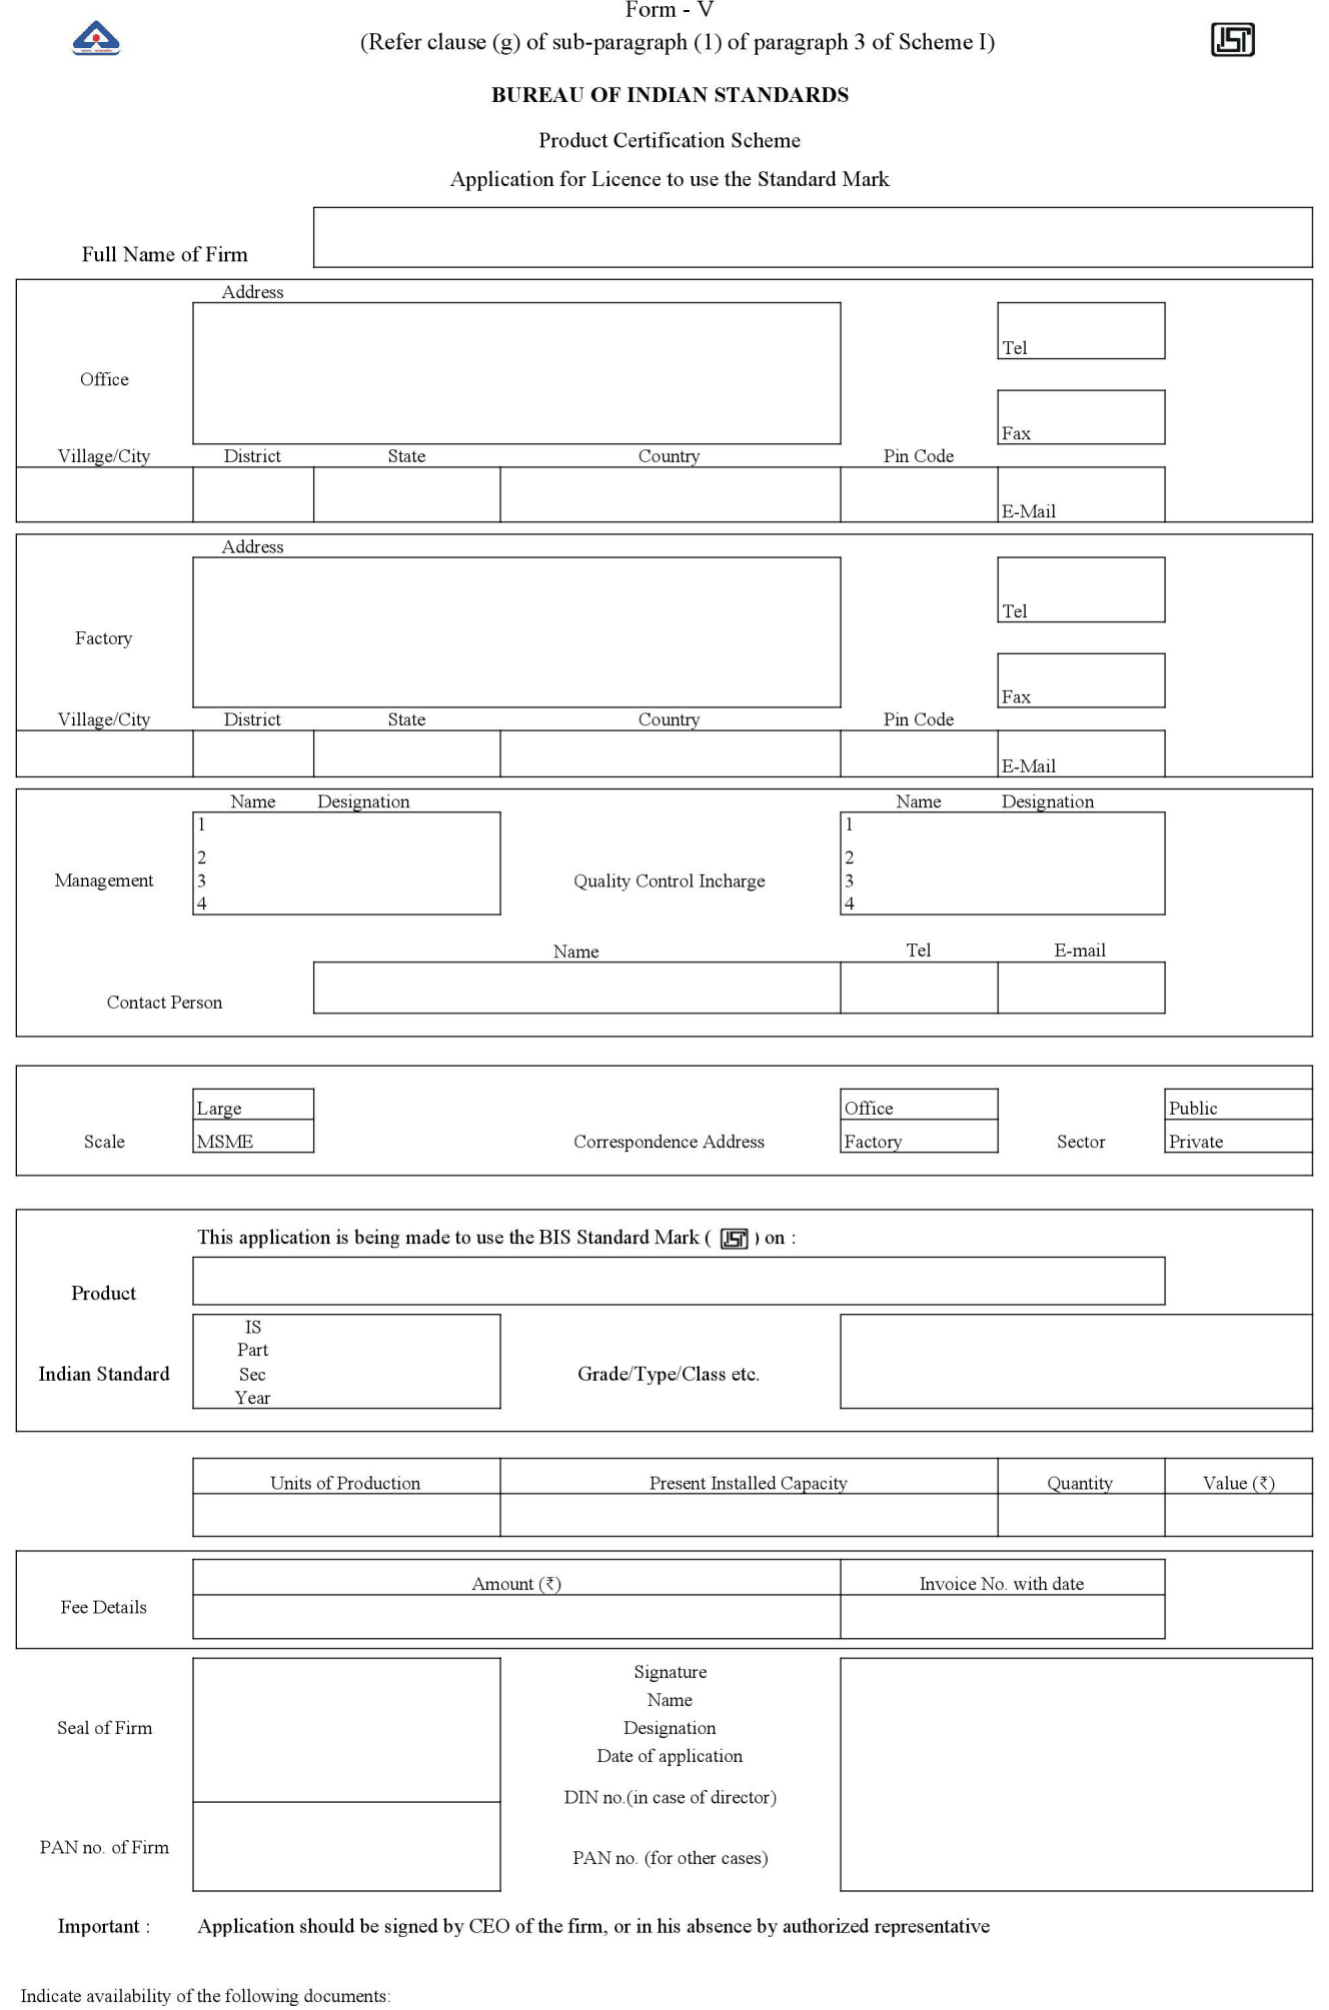 Form - V
(Refer clause (g) of sub-paragraph (1) of paragraph 3 of Scheme I)
BUREAU OF INDIAN STANDARDS
Product Certification Scheme
Application for Licence to use the Standard Mark
Full Name of Firm
Address
Tel
Office
Fax
Village/City District State Country Pin Code
E-Mail
Address
Tel
Factory
Fax
Village/City District State Country Pin Code
E-Mail
Name Designation Name Designation
1 1
2 2
Management 3 Quality Control Incharge 3
4 4
Name Tel E-mail
Contact Person
Large Office Public
Scale MSME Correspondence Address Factory Sector Private
This application is being made to use the BIS Standard Mark ( ) on :
Product
IS
Part
Indian Standard Sec Grade/Type/Class etc.
Year
Units of Production Present Installed Capacity Quantity Value (₹)
Amount (₹) Invoice No. with date
Fee Details
Signature
Name
Seal of Firm Designation
Date of application
DIN no.(in case of director)
PAN no. of Firm
PAN no. (for other cases)
Important : Application should be signed by CEO of the firm, or in his absence by authorized representative
Indicate availability of the following documents: